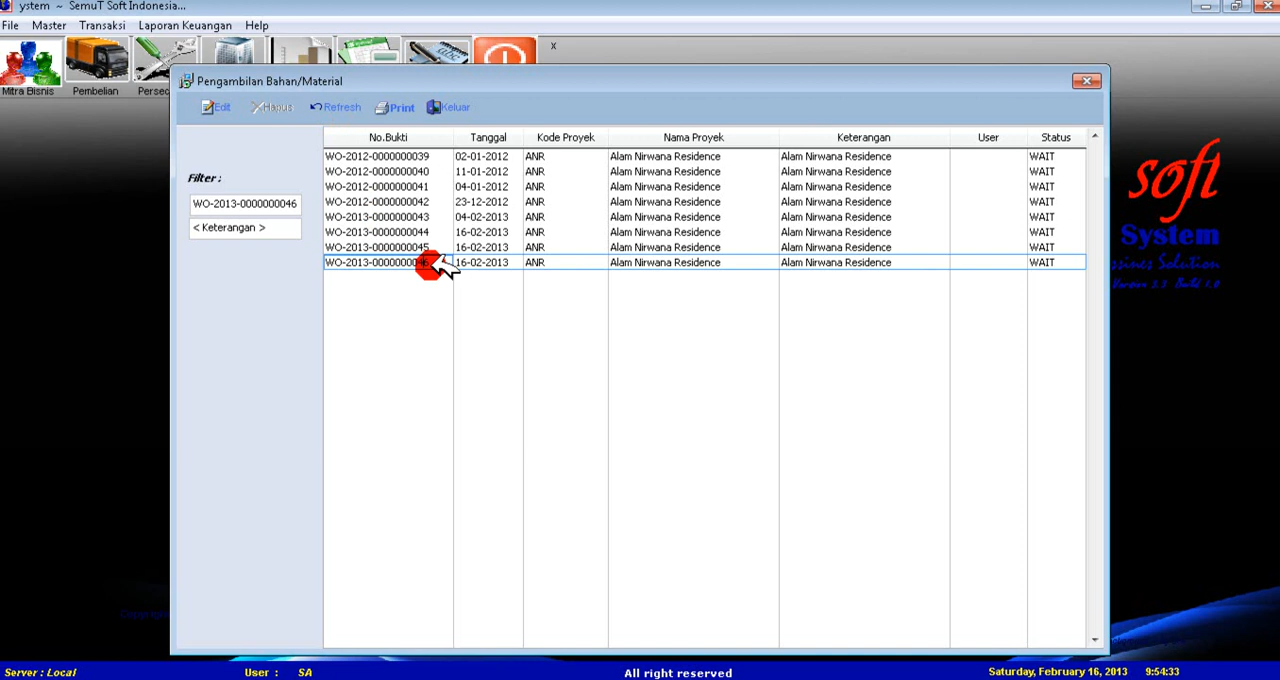 ystem ~ SemuT Soft Indonesia...
File Master Transaksi Laporan Keuangan Help
x
Mitra Bisnis Pembelian Persec
Pengambilan Bahan/Material
Edit Hapus Refresh Print Keluar
No.Bukti Tanggal Kode Proyek Nama Proyek Keterangan User Status
WO-2012-0000000039 02-01-2012 ANR Alam Nirwana Residence Alam Nirwana Residence WAIT
WO-2012-0000000040 11-01-2012 ANR Alam Nirwana Residence Alam Nirwana Residence WAIT
Filter :
WO-2012-0000000041 04-01-2012 ANR Alam Nirwana Residence Alam Nirwana Residence WAIT
WO-2013-0000000046
WO-2012-0000000042 23-12-2012 ANR Alam Nirwana Residence Alam Nirwana Residence WAIT
WO-2013-0000000043 04-02-2013 ANR Alam Nirwana Residence Alam Nirwana Residence WAIT
< Keterangan >
WO-2013-0000000044 16-02-2013 ANR Alam Nirwana Residence Alam Nirwana Residence WAIT
WO-2013-0000000045 16-02-2013 ANR Alam Nirwana Residence Alam Nirwana Residence WAIT
16-02-2013 ANR Alam Nirwana Residence Alam Nirwana Residence WAIT
soft
System
Solution
Server : Local User : SA All right reserved Saturday, February 16, 2013 9:54:33